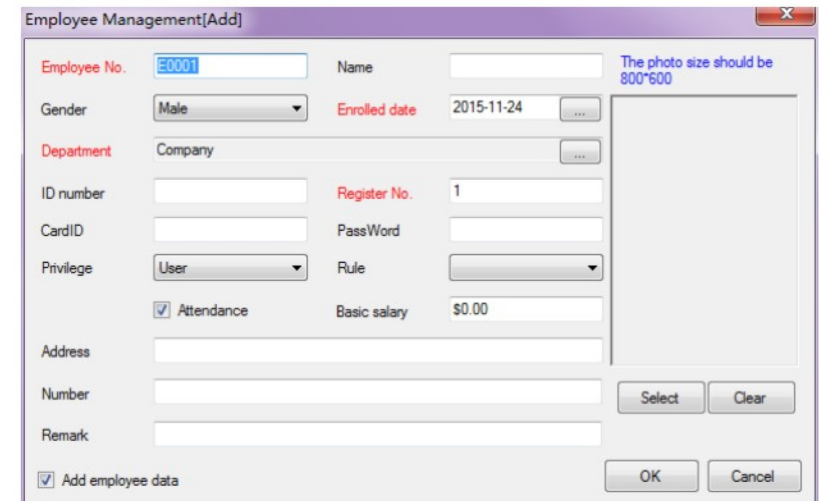 Employee Management[Add]
Employee No. E0001 Name
The photo size should be
800*600
Gender Male Enrolled date 2015-11-24 ...
Department Company ...
ID number Register No. 1
CardID PassWord
Privilege User Rule
Attendance Basic salary $0.00
Address
Number Select Clear
Remark
Add employee data OK Cancel